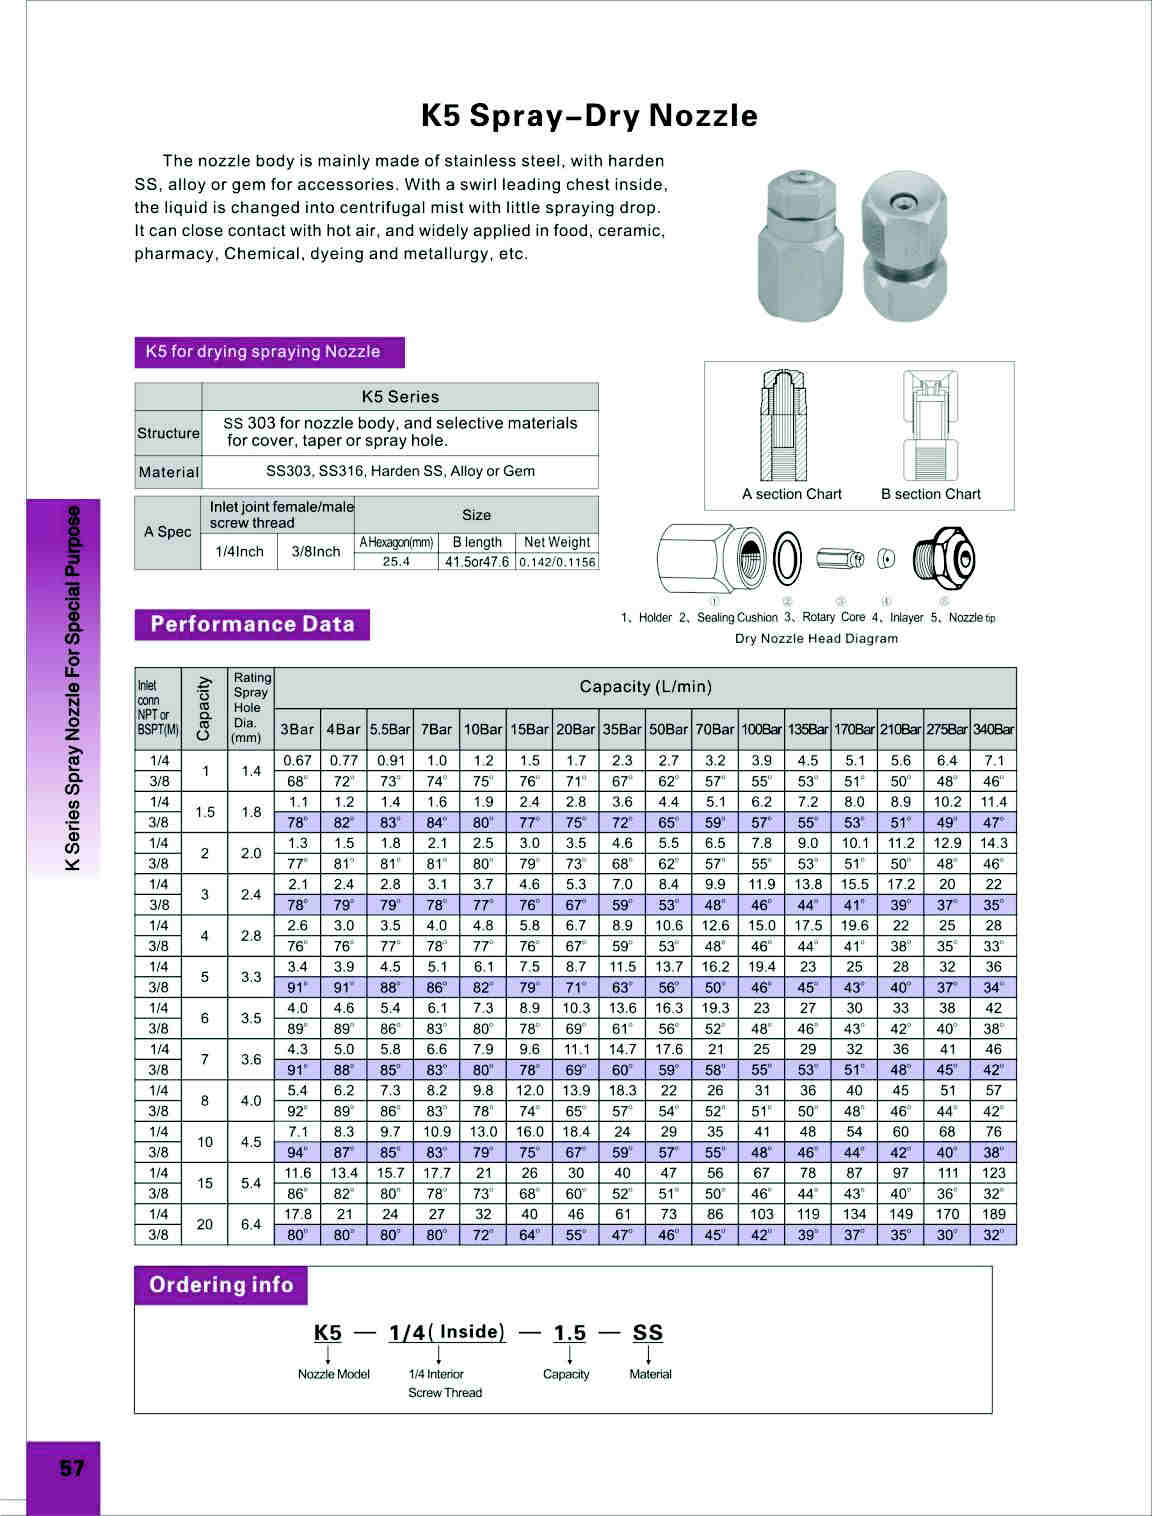 K5 Spray–Dry Nozzle
The nozzle body is mainly made of stainless steel, with harden
SS, alloy or gem for accessories. With a swirl leading chest inside,
the liquid is changed into centrifugal mist with little spraying drop.
It can close contact with hot air, and widely applied in food, ceramic,
pharmacy, Chemical, dyeing and metallurgy, etc.
K5 for drying spraying Nozzle
K5 Series
Structure
SS 303 for nozzle body, and selective materials
for cover, taper or spray hole.
Material SS303, SS316, Harden SS, Alloy or Gem
A Spec
Inlet joint female/male
screw thread
Size
1/4Inch 3/8Inch
A Hexagon(mm) B length Net Weight
25.4 41.5or47.6 0.142/0.1156
A section Chart B section Chart
① ② ③ ④ ⑤
1、Holder 2、Sealing Cushion 3、Rotary Core 4、Inlayer 5、Nozzle tip
Dry Nozzle Head Diagram
K Series Spray Nozzle For Special Purpose
Performance Data
Inlet
conn
NPT or
BSPT(M)
Capacity
Rating
Spray
Hole
Dia.
(mm)
Capacity (L/min)
3Bar 4Bar 5.5Bar 7Bar 10Bar 15Bar 20Bar 35Bar 50Bar 70Bar 100Bar 135Bar 170Bar 210Bar 275Bar 340Bar
1/4 1 1.4 0.67 0.77 0.91 1.0 1.2 1.5 1.7 2.3 2.7 3.2 3.9 4.5 5.1 5.6 6.4 7.1
3/8 68° 72° 73° 74° 75° 76° 71° 67° 62° 57° 55° 53° 51° 50° 48° 46°
1/4 1.5 1.8 1.1 1.2 1.4 1.6 1.9 2.4 2.8 3.6 4.4 5.1 6.2 7.2 8.0 8.9 10.2 11.4
3/8 78° 82° 83° 84° 80° 77° 75° 72° 65° 59° 57° 55° 53° 51° 49° 47°
1/4 2 2.0 1.3 1.5 1.8 2.1 2.5 3.0 3.5 4.6 5.5 6.5 7.8 9.0 10.1 11.2 12.9 14.3
3/8 77° 81° 81° 81° 80° 79° 73° 68° 62° 57° 55° 53° 51° 50° 48° 46°
1/4 3 2.4 2.1 2.4 2.8 3.1 3.7 4.6 5.3 7.0 8.4 9.9 11.9 13.8 15.5 17.2 20 22
3/8 78° 79° 79° 78° 77° 76° 67° 59° 53° 48° 46° 44° 41° 39° 37° 35°
1/4 4 2.8 2.6 3.0 3.5 4.0 4.8 5.8 6.7 8.9 10.6 12.6 15.0 17.5 19.6 22 25 28
3/8 76° 76° 77° 78° 77° 76° 67° 59° 53° 48° 46° 44° 41° 38° 35° 33°
1/4 5 3.3 3.4 3.9 4.5 5.1 6.1 7.5 8.7 11.5 13.7 16.2 19.4 23 25 28 32 36
3/8 91° 91° 88° 86° 82° 79° 71° 63° 56° 50° 46° 45° 43° 40° 37° 34°
1/4 6 3.5 4.0 4.6 5.4 6.1 7.3 8.9 10.3 13.6 16.3 19.3 23 27 30 33 38 42
3/8 89° 89° 86° 83° 80° 78° 69° 61° 56° 52° 48° 46° 43° 42° 40° 38°
1/4 7 3.6 4.3 5.0 5.8 6.6 7.9 9.6 11.1 14.7 17.6 21 25 29 32 36 41 46
3/8 91° 88° 85° 83° 80° 78° 69° 60° 59° 58° 55° 53° 51° 48° 45° 42°
1/4 8 4.0 5.4 6.2 7.3 8.2 9.8 12.0 13.9 18.3 22 26 31 36 40 45 51 57
3/8 92° 89° 86° 83° 78° 74° 65° 57° 54° 52° 51° 50° 48° 46° 44° 42°
1/4 10 4.5 7.1 8.3 9.7 10.9 13.0 16.0 18.4 24 29 35 41 48 54 60 68 76
3/8 94° 87° 85° 83° 79° 75° 67° 59° 57° 55° 48° 46° 44° 42° 40° 38°
1/4 15 5.4 11.6 13.4 15.7 17.7 21 26 30 40 47 56 67 78 87 97 111 123
3/8 86° 82° 80° 78° 73° 68° 60° 52° 51° 50° 46° 44° 43° 40° 36° 32°
1/4 20 6.4 17.8 21 24 27 32 40 46 61 73 86 103 119 134 149 170 189
3/8 80° 80° 80° 80° 72° 64° 55° 47° 46° 45° 42° 39° 37° 35° 30° 32°
Ordering info
K5 — 1/4( Inside) — 1.5 — SS
Nozzle Model 1/4 Interior Capacity Material
Screw Thread
57